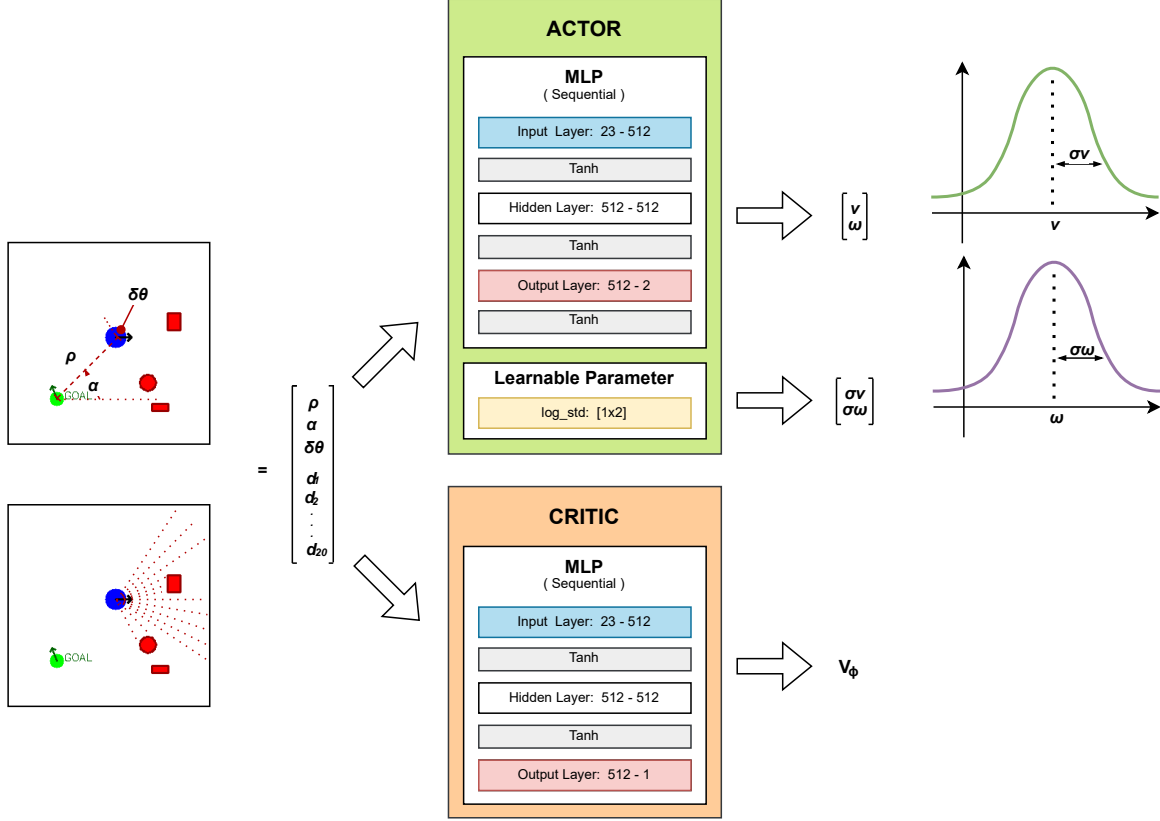 δθ
ρ
α
GOAL
GOAL
=
ρ
α
δθ
d1
d2
.
.
.
d20
ACTOR
MLP
( Sequential )
Input Layer: 23 - 512
Tanh
Hidden Layer: 512 - 512
Tanh
Output Layer: 512 - 2
Tanh
Learnable Parameter
log_std: [1x2]
CRITIC
MLP
( Sequential )
Input Layer: 23 - 512
Tanh
Hidden Layer: 512 - 512
Tanh
Output Layer: 512 - 1
v
ω
σv
σω
Vϕ
σv
v
σω
ω